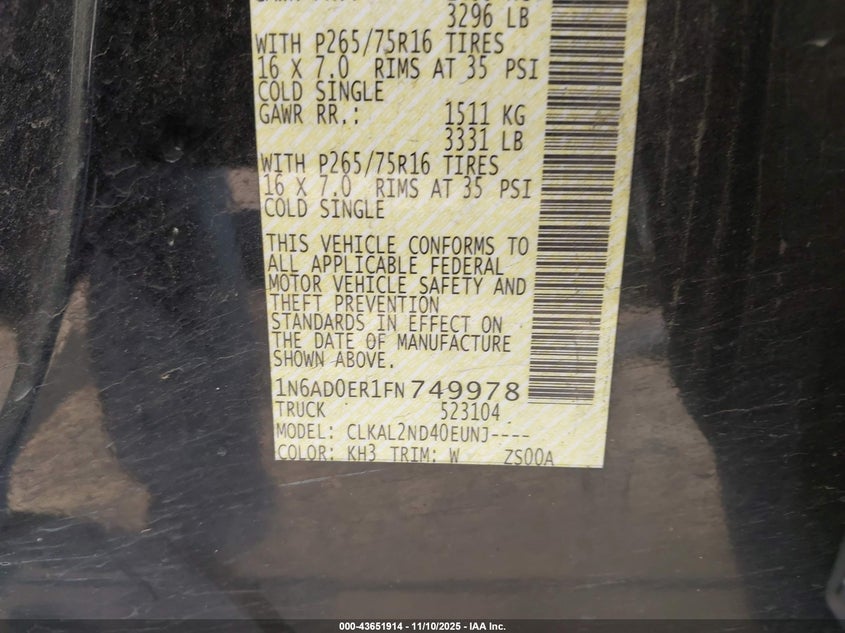 3296 LB
WITH P265/75R16 TIRES
16 X 7.0 RIMS AT 35 PSI
COLD SINGLE
GAWR RR.: 1511 KG
3331 LB
WITH P265/75R16 TIRES
16 X 7.0 RIMS AT 35 PSI
COLD SINGLE
THIS VEHICLE CONFORMS TO
ALL APPLICABLE FEDERAL
MOTOR VEHICLE SAFETY AND
THEFT PREVENTION
STANDARDS IN EFFECT ON
THE DATE OF MANUFACTURE
SHOWN ABOVE.
1N6AD0ER1FN749978
TRUCK 523104
MODEL: CLKAL2ND40EUNJ----
COLOR: KH3 TRIM: W ZS00A
000-43651914 - 11/10/2025 - IAA Inc.